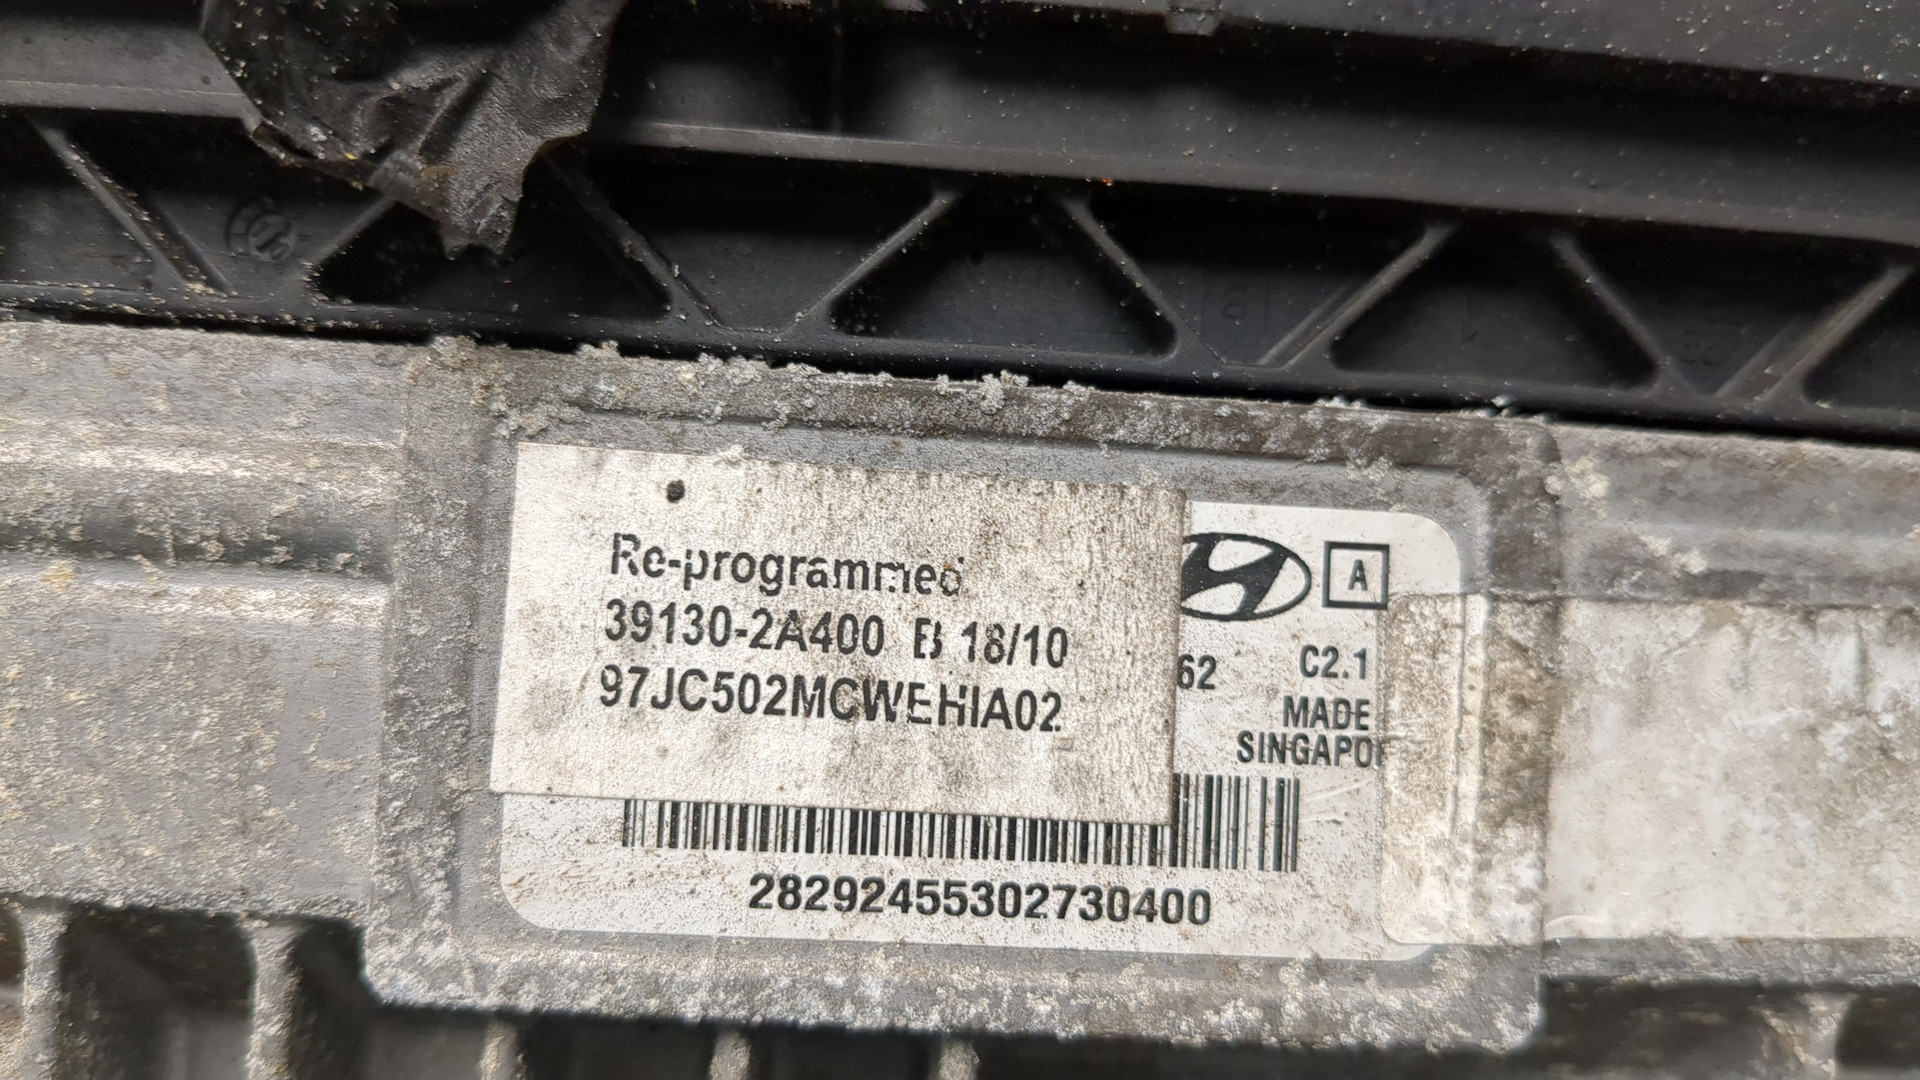 Re-programmed
39130-2A400 B 18/10
97JC502MCWEHIA02
A
62 C2.1
MADE
SINGAPO
28292455302730400